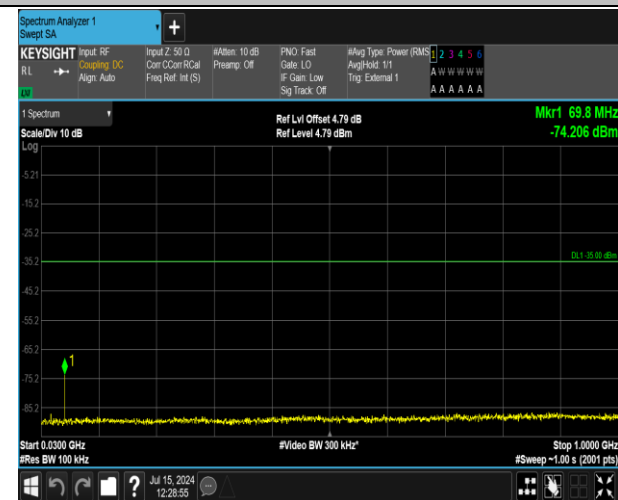 Spectrum Analyzer 1
Swept SA
+
KEYSIGHT Input: RF Input Z: 50 Ω #Atten: 10 dB PNO: Fast #Avg Type: Power (RMS 1 2 3 4 5 6
RL Coupling: DC Corr CCorr RCal Preamp: Off Gate: LO Avg|Hold: 1/1 A W W W W W
Align: Auto Freq Ref: Int (S) IF Gain: Low Trig: External 1
Sig Track: Off A A A A A A
1 Spectrum
Ref Lvl Offset 4.79 dB Mkr1 69.8 MHz
Scale/Div 10 dB Ref Level 4.79 dBm -74.206 dBm
Log
-5.21
-15.2
-25.2
-35.2
DL1 -35.00 dBm
-45.2
-55.2
-65.2
1
-75.2
-85.2
Start 0.0300 GHz #Video BW 300 kHz* Stop 1.0000 GHz
#Res BW 100 kHz #Sweep ~1.00 s (2001 pts)
? Jul 15, 2024
12:28:55